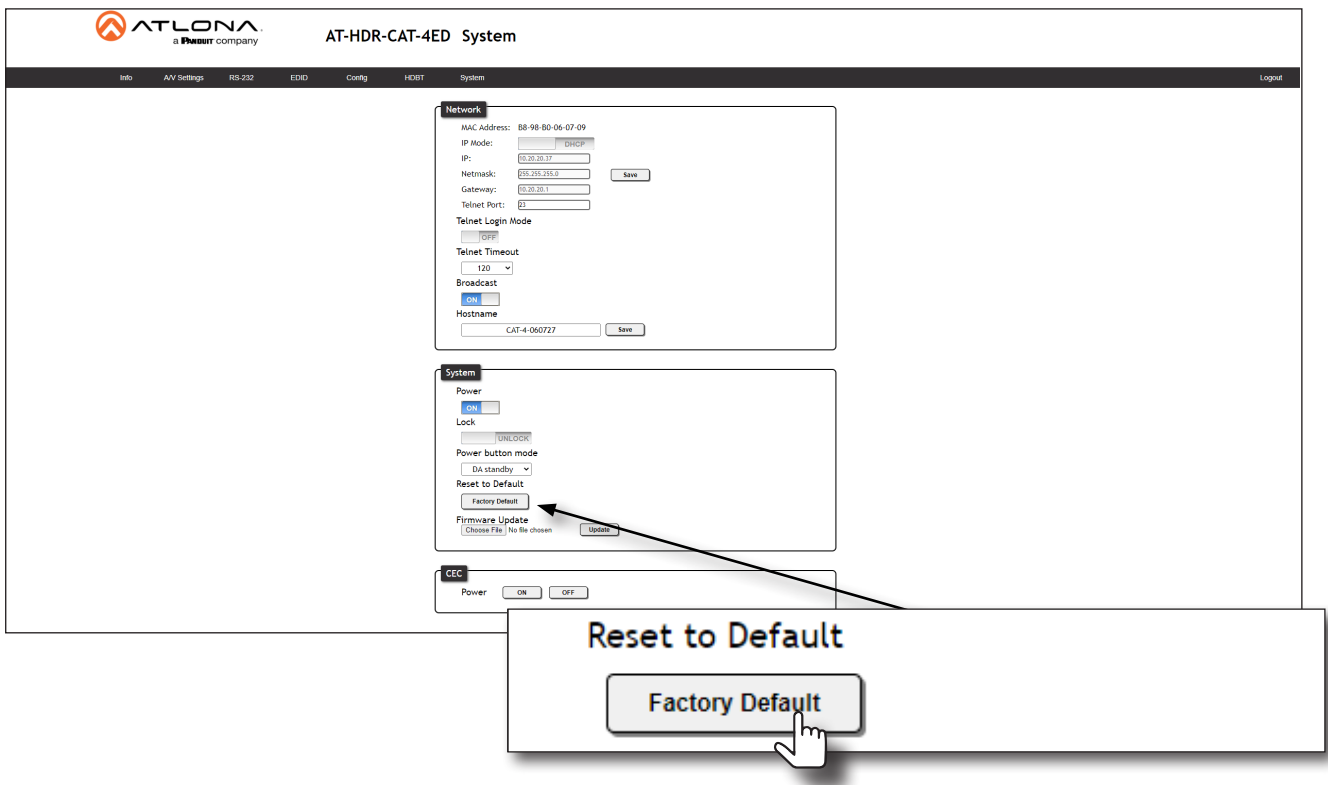 ATLONA.
a PANDUIT company
AT-HDR-CAT-4ED System
Info A/V Settings RS-232 EDID Config HDBT System Logout
Network
MAC Address: B8-98-B0-06-07-09
IP Mode: DHCP
IP: 10.20.20.37
Netmask: 255.255.255.0 Save
Gateway: 10.20.20.1
Telnet Port: 23
Telnet Login Mode
OFF
Telnet Timeout
120
Broadcast
ON
Hostname
CAT-4-060727 Save
System
Power
ON
Lock
UNLOCK
Power button mode
DA standby
Reset to Default
Factory Default
Firmware Update
Choose File No file chosen Update
CEC
Power ON OFF
Reset to Default
Factory Default